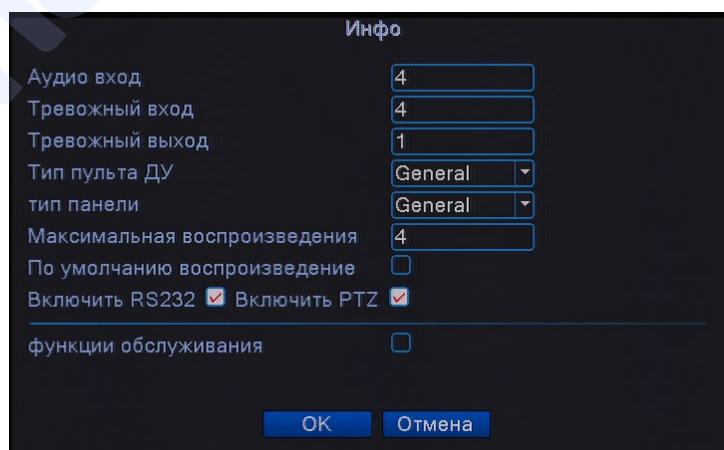 Инфо
Аудио вход 4
Тревожный вход 4
Тревожный выход 1
Тип пульта ДУ General
тип панели General
Максимальная воспроизведения 4
По умолчанию воспроизведение
Включить RS232 Включить PTZ
функции обслуживания
OK Отмена